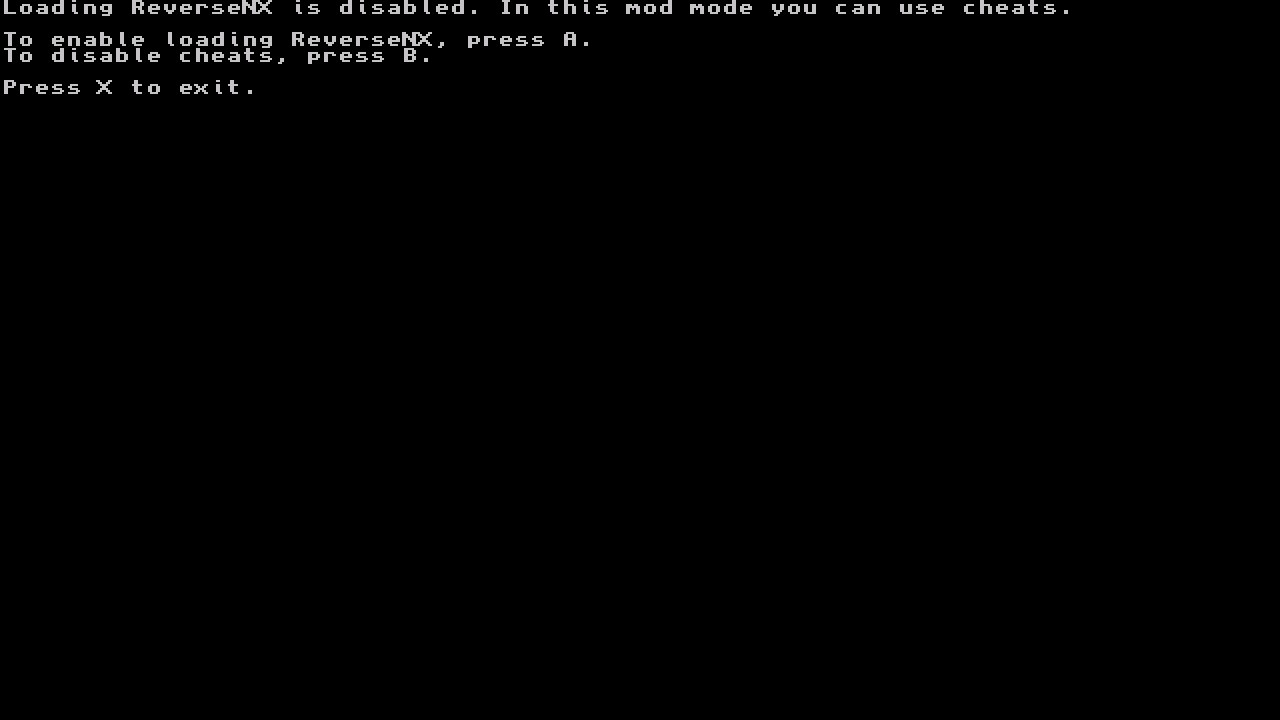 Loading ReverseNX is disabled. In this mod mode you can use cheats.
To enable loading ReverseNX, press A.
To disable cheats, press B.
Press X to exit.